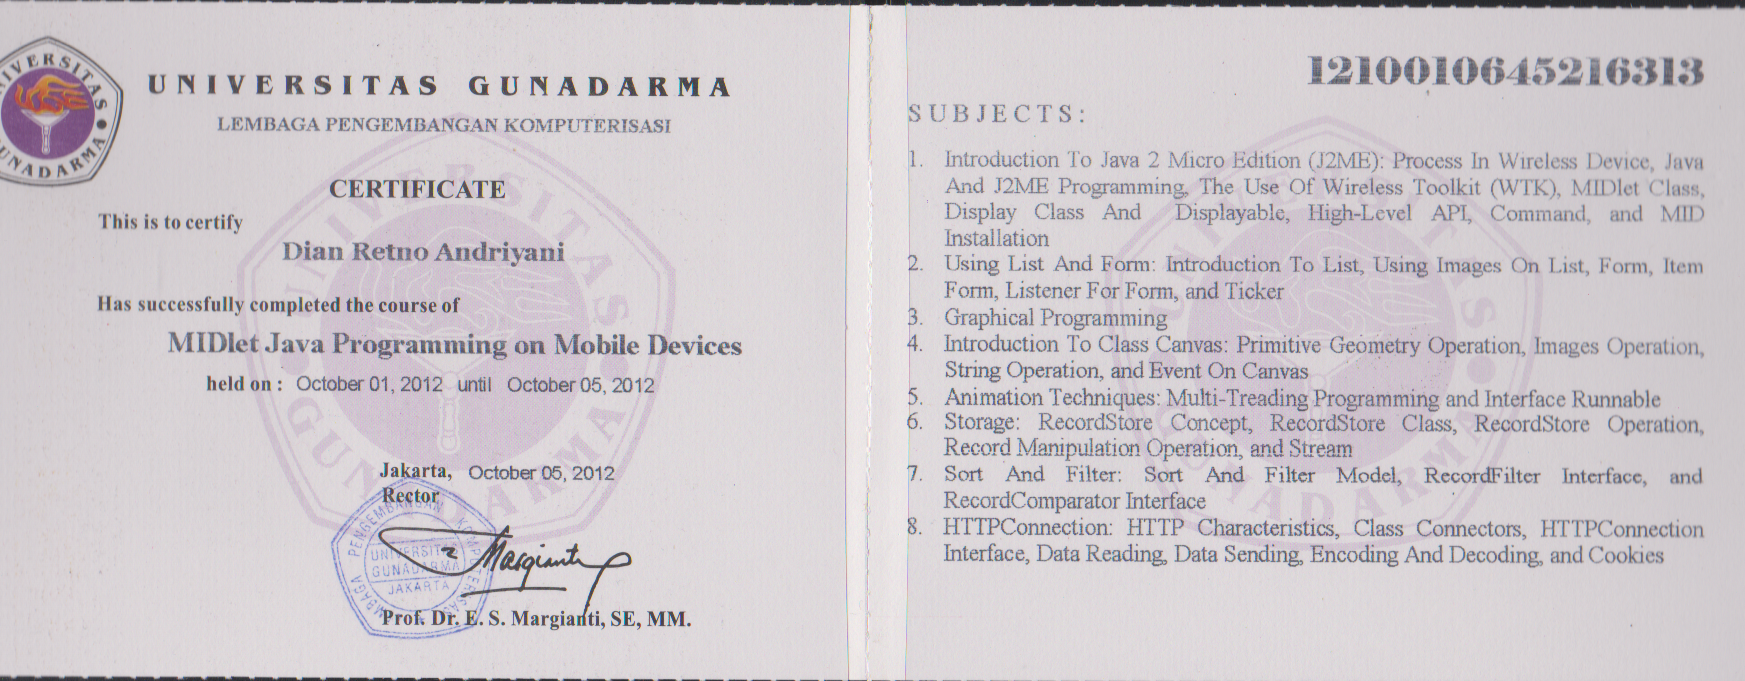 UNIVERSITAS GUNADARMA
UNIVERSITAS GUNADARMA
LEMBAGA PENGEMBANGAN KOMPUTERISASI
CERTIFICATE
This is to certify
Dian Retno Andriyani
Has successfully completed the course of
MIDlet Java Programming on Mobile Devices
held on : October 01, 2012 until October 05, 2012
Jakarta, October 05, 2012
Rector
LEMBAGA PENGEMBANGAN KOMPUTERISASI
UNIVERSITAS
GUNADARMA
JAKARTA
Margianti
Prof. Dr. E. S. Margianti, SE, MM.
UNIVERSITAS GUNADARMA
1210010645216313
SUBJECTS:
1. Introduction To Java 2 Micro Edition (J2ME): Process In Wireless Device, Java
And J2ME Programming, The Use Of Wireless Toolkit (WTK), MIDlet Class,
Display Class And Displayable, High-Level API, Command, and MID
Installation
2. Using List And Form: Introduction To List, Using Images On List, Form, Item
Form, Listener For Form, and Ticker
3. Graphical Programming
4. Introduction To Class Canvas: Primitive Geometry Operation, Images Operation,
String Operation, and Event On Canvas
5. Animation Techniques: Multi-Treading Programming and Interface Runnable
6. Storage: RecordStore Concept, RecordStore Class, RecordStore Operation,
Record Manipulation Operation, and Stream
7. Sort And Filter: Sort And Filter Model, RecordFilter Interface, and
RecordComparator Interface
8. HTTPConnection: HTTP Characteristics, Class Connectors, HTTPConnection
Interface, Data Reading, Data Sending, Encoding And Decoding, and Cookies
UNIVERSITAS GUNADARMA